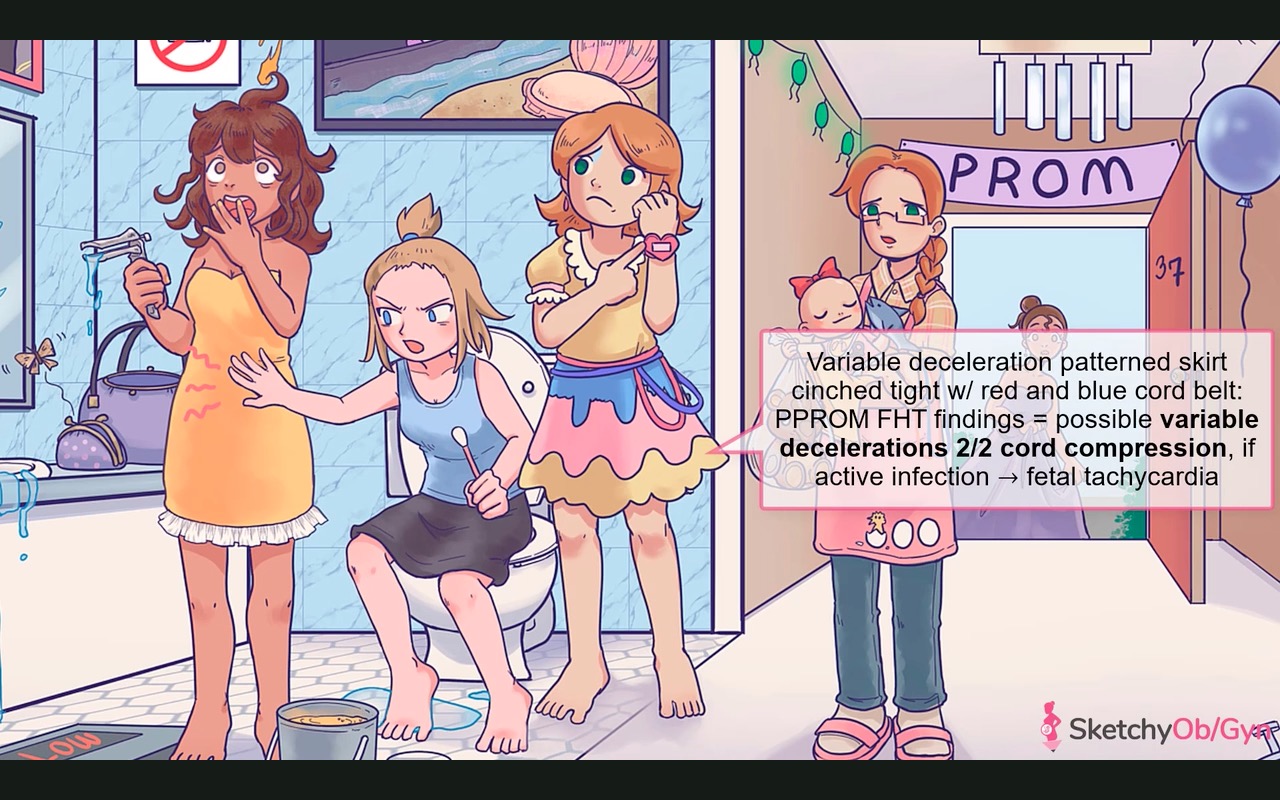 PROM
37
Variable deceleration patterned skirt
cinched tight w/ red and blue cord belt:
PPROM FHT findings = possible variable
decelerations 2/2 cord compression, if
active infection → fetal tachycardia
LOW
SketchyOb/Gyn